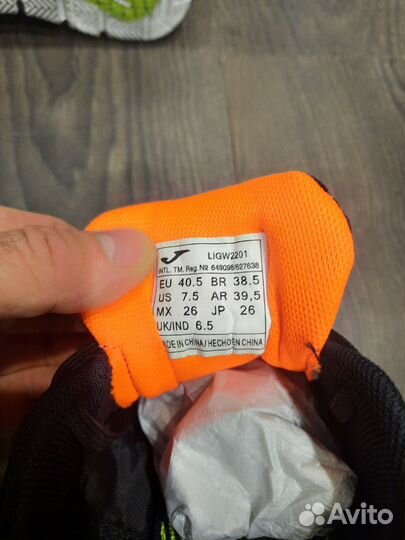 LIGW2201
INTL. TM. Reg. № 649098/627638
EU 40.5 BR 38.5
US 7.5 AR 39,5
MX 26 JP 26
UK/IND 6.5
MADE IN CHINA / HECHO EN CHINA
Avito